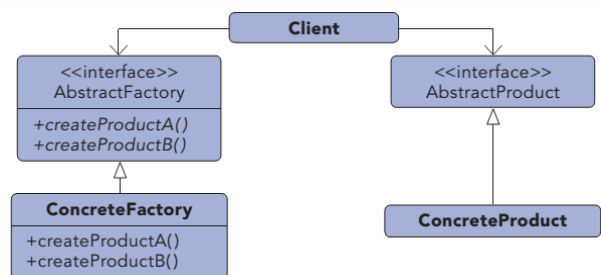 Client
<<interface>>
AbstractFactory
+createProductA()
+createProductB()
<<interface>>
AbstractProduct
ConcreteFactory
+createProductA()
+createProductB()
ConcreteProduct